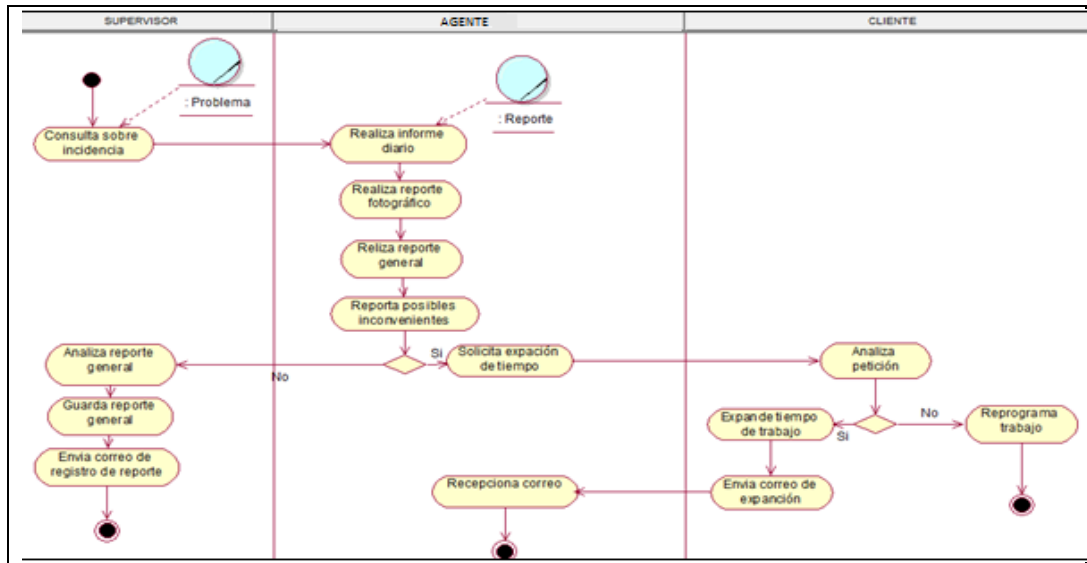 SUPERVISOR
AGENTE
CLIENTE
: Problema
: Reporte
Consulta sobre
incidencia
Realiza informe
diario
Realiza reporte
fotográfico
Reliza reporte
general
Reporta posibles
inconvenientes
Si
No
Solicita expación
de tiempo
Analiza reporte
general
Guarda reporte
general
Envia correo de
registro de reporte
Analiza
petición
Si
No
Expande tiempo
de trabajo
Reprograma
trabajo
Envia correo de
expanción
Recepciona correo